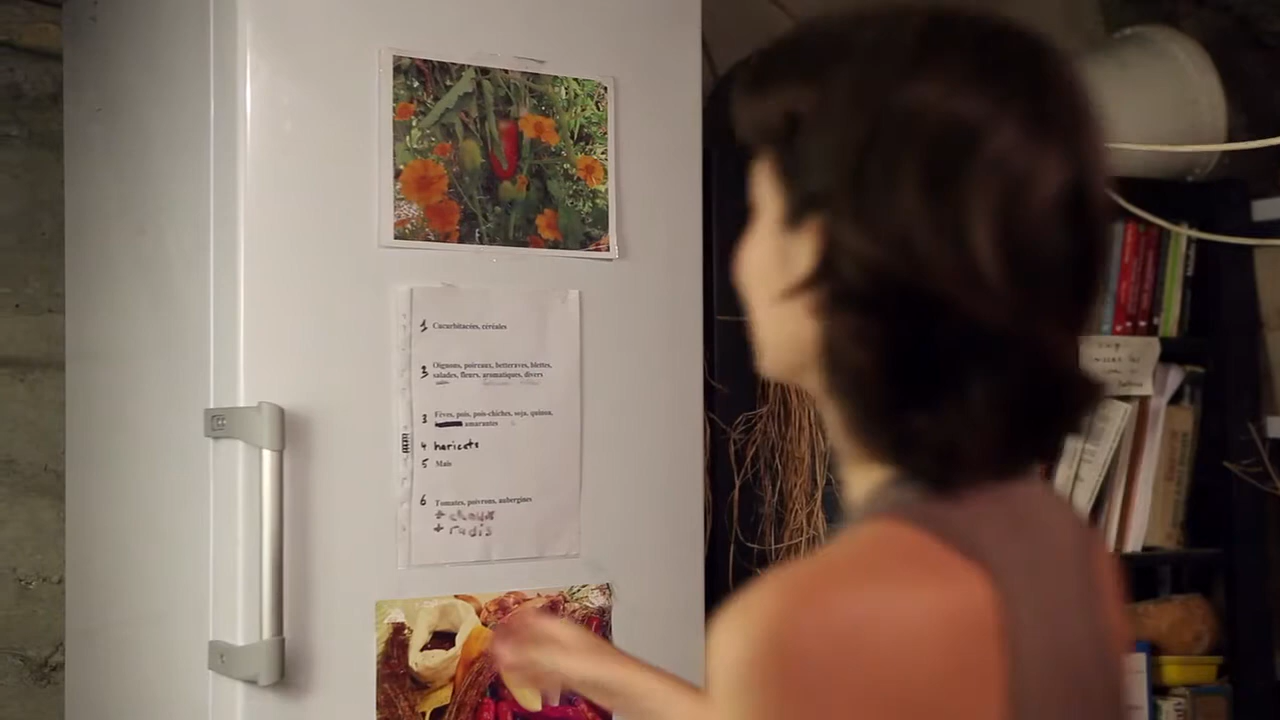 1 Cucurbitacées, céréales
3 Oignons, poireaux, betteraves, blettes,
salades, fleurs, aromatiques, divers
3 Fèves, pois, pois-chiches, soja, quinoa,
amarantes
4 haricots
5 Maïs
6 Tomates, poivrons, aubergines
+ choux
+ radis